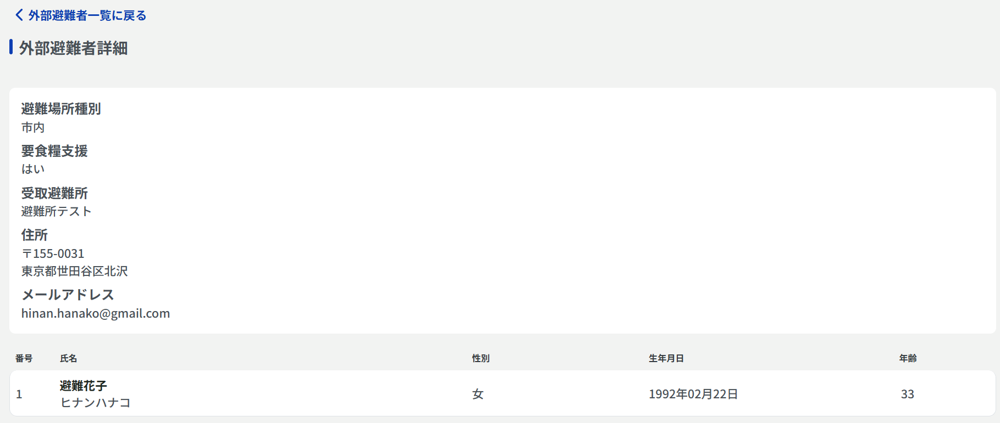 外部避難者一覧に戻る
外部避難者詳細
避難場所種別
市内
要食糧支援
はい
受取避難所
避難所テスト
住所
〒155-0031
東京都世田谷区北沢
メールアドレス
hinan.hanako@gmail.com
番号 氏名 性別 生年月日 年齢
1 避難花子 女 1992年02月22日 33
ヒナンハナコ